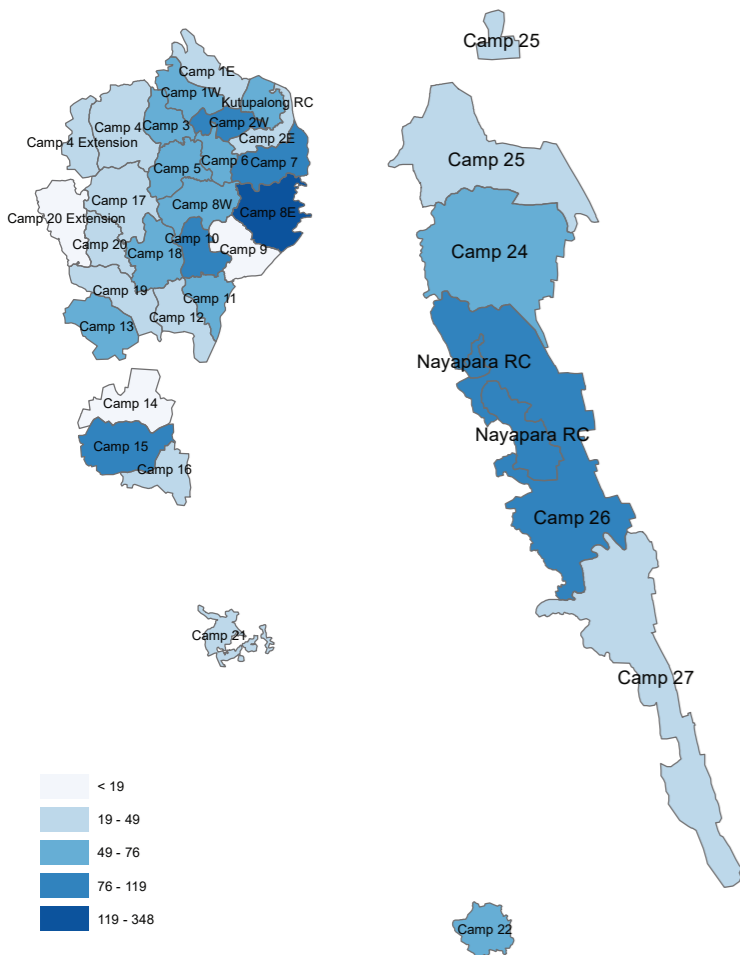 Camp 25
Camp 1E
Camp 1W
Kutupalong RC
Camp 4
Camp 3
Camp 2W
Camp 4 Extension
Camp 2E
Camp 25
Camp 5
Camp 6
Camp 7
Camp 17
Camp 8W
Camp 20 Extension
Camp 8E
Camp 20
Camp 18
Camp 10
Camp 9
Camp 24
Camp 19
Camp 11
Camp 13
Camp 12
Nayapara RC
Camp 14
Nayapara RC
Camp 15
Camp 16
Camp 26
Camp 21
Camp 27
< 19
19 - 49
49 - 76
76 - 119
119 - 348
Camp 22